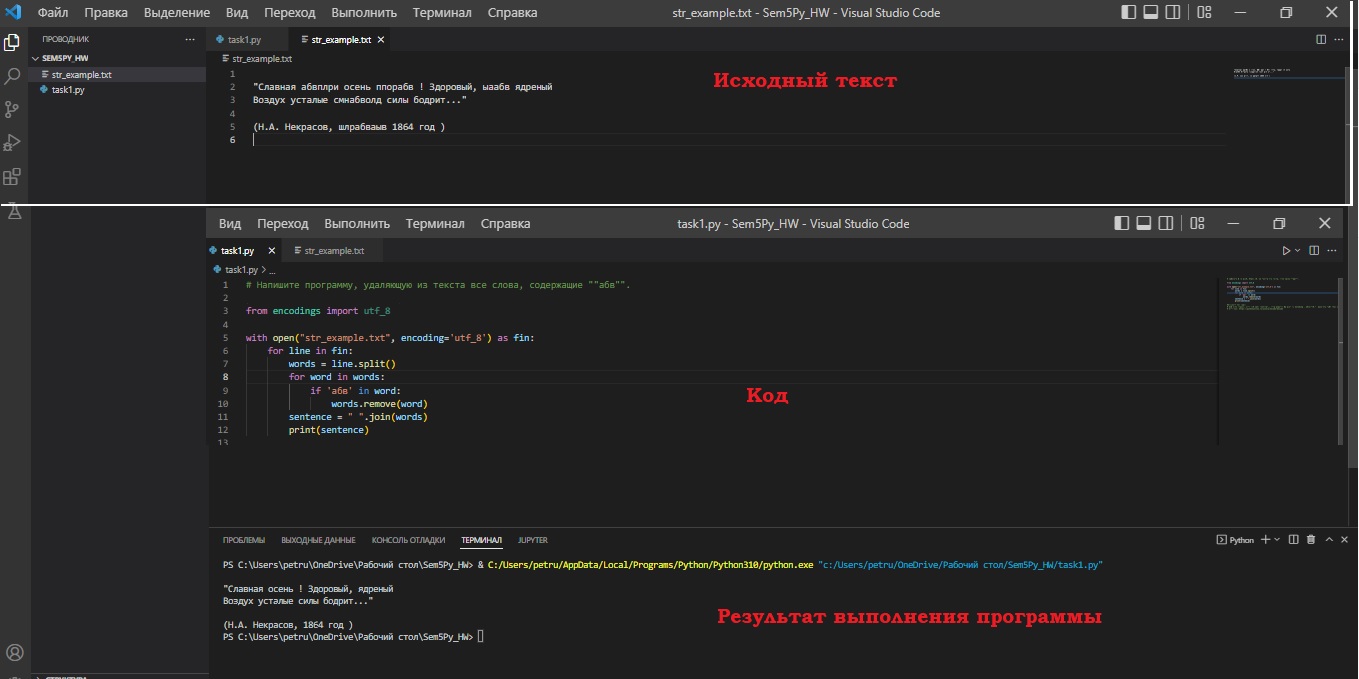 Файл Правка Выделение Вид Переход Выполнить Терминал Справка str_example.txt - Sem5Py_HW - Visual Studio Code
ПРОВОДНИК ... task1.py str_example.txt
SEM5PY_HW str_example.txt
str_example.txt
task1.py
1
2 "Славная абвплри осень ппорабв ! Здоровый, ыаабв ядреный
3 Воздух усталые смнабволд силы бодрит..."
4
5 (Н.А. Некрасов, шлрабваыв 1864 год )
6
Исходный текст
Вид Переход Выполнить Терминал Справка task1.py - Sem5Py_HW - Visual Studio Code
task1.py str_example.txt
task1.py > ...
1 # Напишите программу, удаляющую из текста все слова, содержащие ""абв"".
2
3 from encodings import utf_8
4
5 with open("str_example.txt", encoding='utf_8') as fin:
6 for line in fin:
7 words = line.split()
8 for word in words:
9 if 'абв' in word:
10 words.remove(word)
11 sentence = " ".join(words)
12 print(sentence)
13
Код
ПРОБЛЕМЫ ВЫХОДНЫЕ ДАННЫЕ КОНСОЛЬ ОТЛАДКИ ТЕРМИНАЛ JUPYTER Python
PS C:\Users\petru\OneDrive\Рабочий стол\Sem5Py_HW> & C:/Users/petru/AppData/Local/Programs/Python/Python310/python.exe "c:/Users/petru/OneDrive/Рабочий стол/Sem5Py_HW/task1.py"
"Славная осень ! Здоровый, ядреный
Воздух усталые силы бодрит..."
(Н.А. Некрасов, 1864 год )
PS C:\Users\petru\OneDrive\Рабочий стол\Sem5Py_HW>
Результат выполнения программы